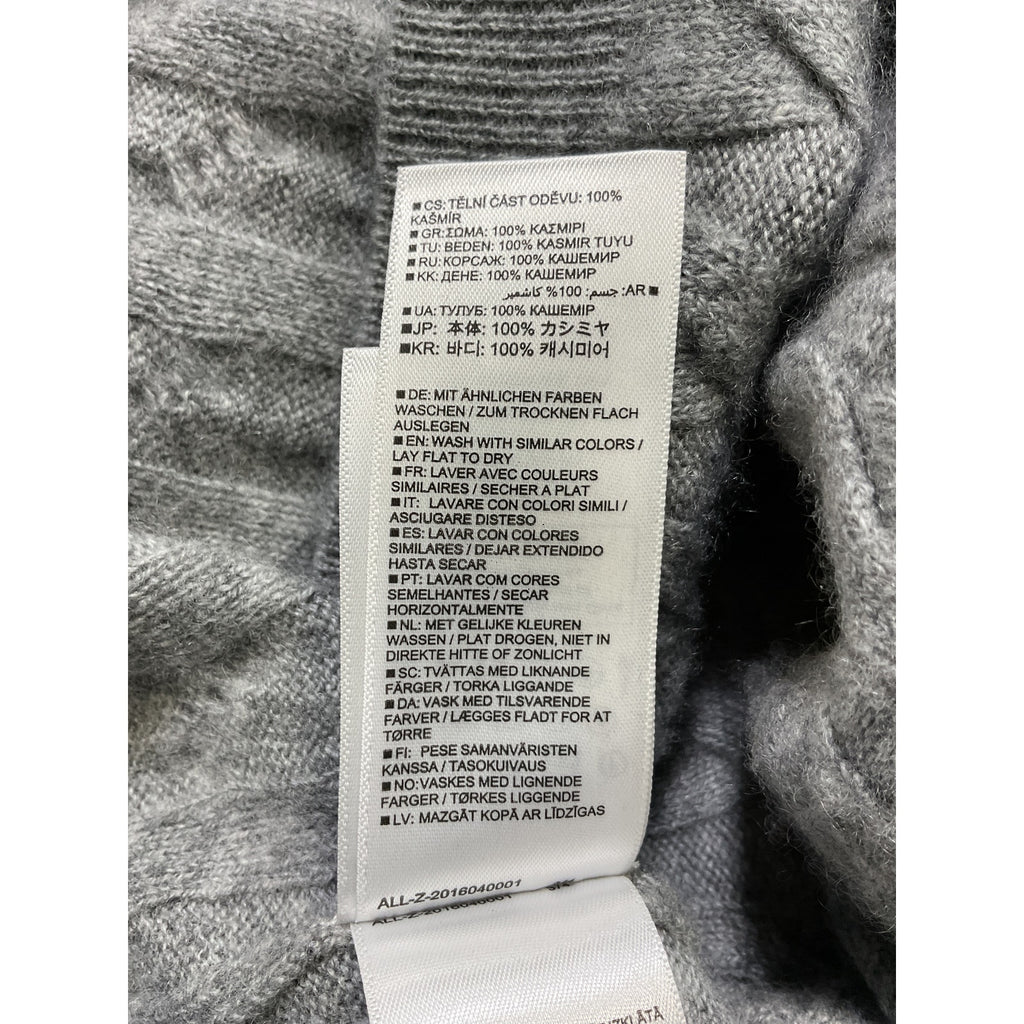 ■ CS: TĚLNÍ ČÁST ODĚVU: 100%
KAŠMÍR
■ GR:ΣΩΜΑ: 100% ΚΑΣΜΙΡΙ
■ TU: BEDEN: 100% KASMIR TUYU
■ RU: КОРСАЖ: 100% КАШЕМИР
■ KK: ДЕНЕ: 100% КАШЕМИР
■ AR: جسم: 100% كاشمير
■ UA: ТУЛУБ: 100% КАШЕМІР
■ JP: 本体: 100% カシミヤ
■ KR: 바디: 100% 캐시미어
■ DE: MIT ÄHNLICHEN FARBEN
WASCHEN / ZUM TROCKNEN FLACH
AUSLEGEN
■ EN: WASH WITH SIMILAR COLORS /
LAY FLAT TO DRY
■ FR: LAVER AVEC COULEURS
SIMILAIRES / SECHER A PLAT
■ IT: LAVARE CON COLORI SIMILI /
ASCIUGARE DISTESO
■ ES: LAVAR CON COLORES
SIMILARES / DEJAR EXTENDIDO
HASTA SECAR
■ PT: LAVAR COM CORES
SEMELHANTES / SECAR
HORIZONTALMENTE
■ NL: MET GELIJKE KLEUREN
WASSEN / PLAT DROGEN, NIET IN
DIREKTE HITTE OF ZONLICHT
■ SC: TVÄTTAS MED LIKNANDE
FÄRGER / TORKA LIGGANDE
■ DA: VASK MED TILSVARENDE
FARVER / LÆGGES FLADT FOR AT
TØRRE
■ FI: PESE SAMANVÄRISTEN
KANSSA / TASOKUIVAUS
■ NO: VASKES MED LIGNENDE
FARGER / TØRKES LIGGENDE
■ LV: MAZGĀT KOPĀ AR LĪDZĪGAS
ALL-Z-2016040001
ALL-Z-2016040001